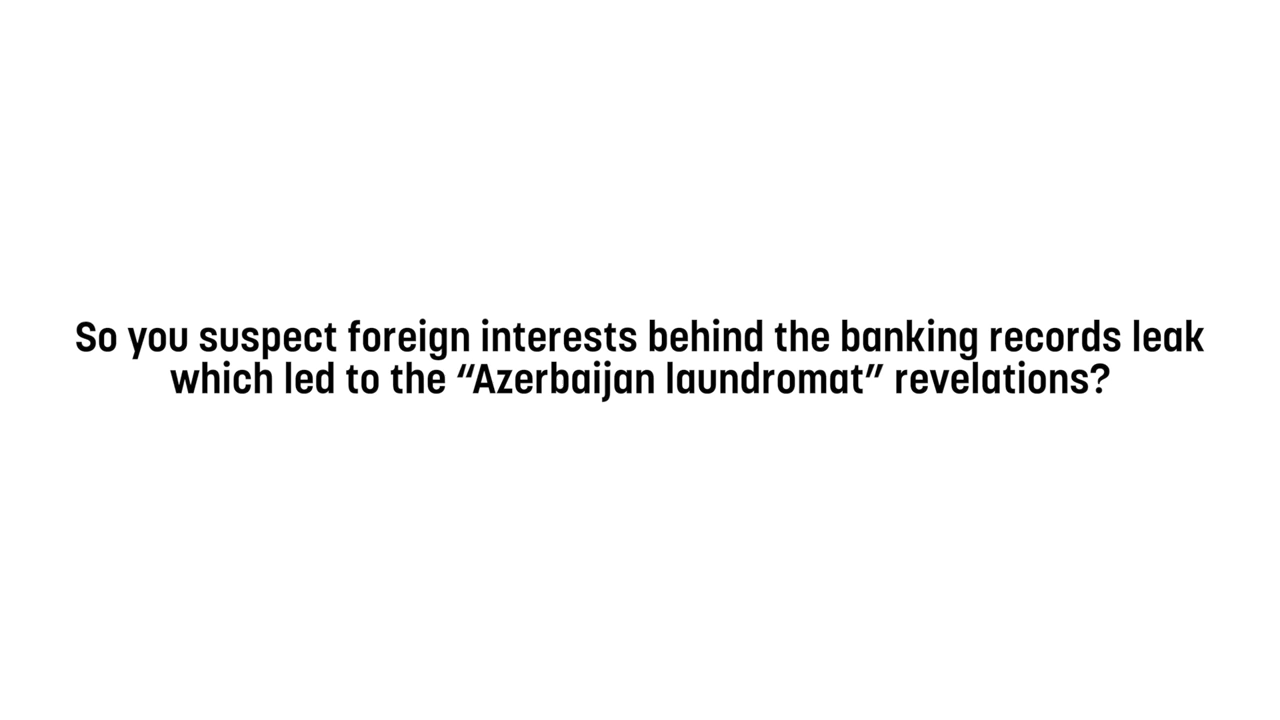 So you suspect foreign interests behind the banking records leak
which led to the “Azerbaijan laundromat” revelations?